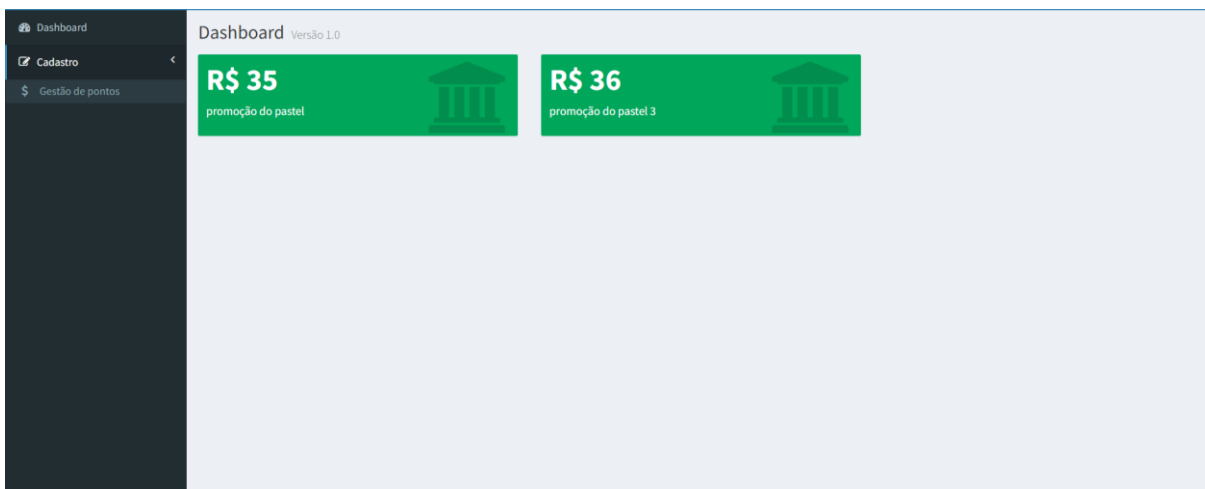 Dashboard
Cadastro
$ Gestão de pontos
Dashboard Versão 1.0
R$ 35
promoção do pastel
R$ 36
promoção do pastel 3